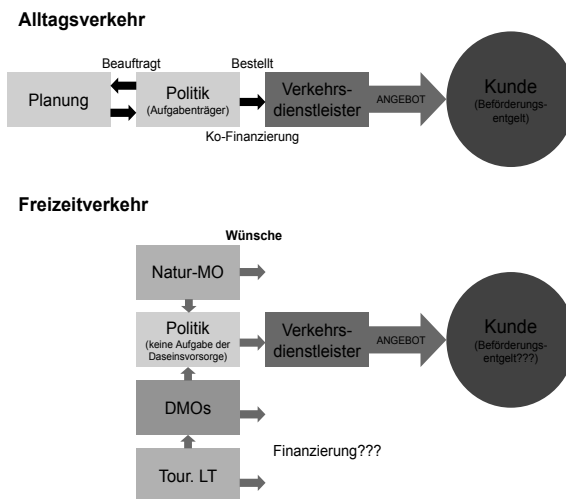 Alltagsverkehr
Beauftragt
Bestellt
Planung
Politik
(Aufgabenträger)
Verkehrs-
dienstleister
ANGEBOT
Kunde
(Beförderungs-
entgelt)
Ko-Finanzierung
Freizeitverkehr
Wünsche
Natur-MO
Politik
(keine Aufgabe der
Daseinsvorsorge)
Verkehrs-
dienstleister
ANGEBOT
Kunde
(Beförderungs-
entgelt???)
DMOs
Finanzierung???
Tour. LT